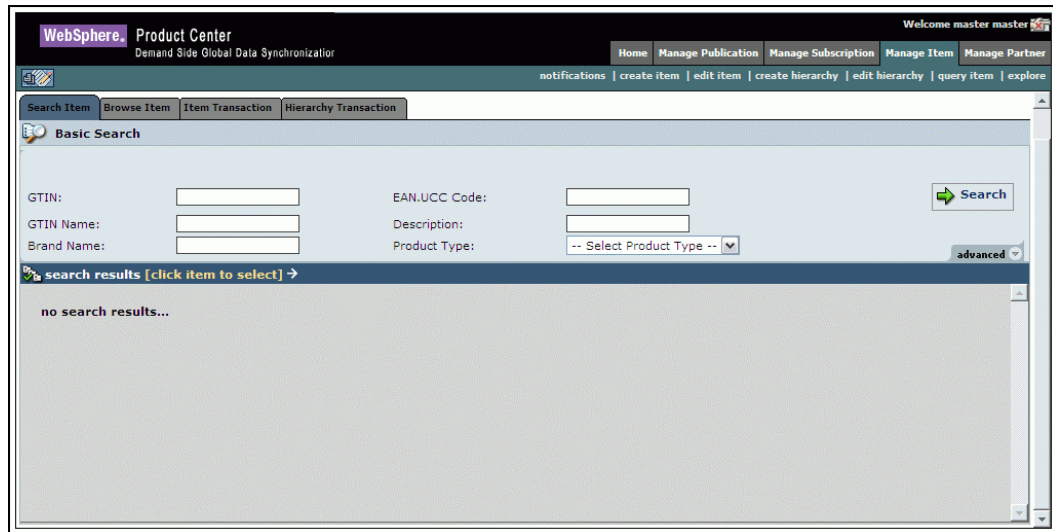 Welcome master master
WebSphere. Product Center
Demand Side Global Data Synchronization
Home Manage Publication Manage Subscription Manage Item Manage Partner
notifications | create item | edit item | create hierarchy | edit hierarchy | query item | explore
Search Item Browse Item Item Transaction Hierarchy Transaction
Basic Search
GTIN: EAN.UCC Code: Search
GTIN Name: Description:
Brand Name: Product Type: -- Select Product Type --
advanced
search results [click item to select] →
no search results...